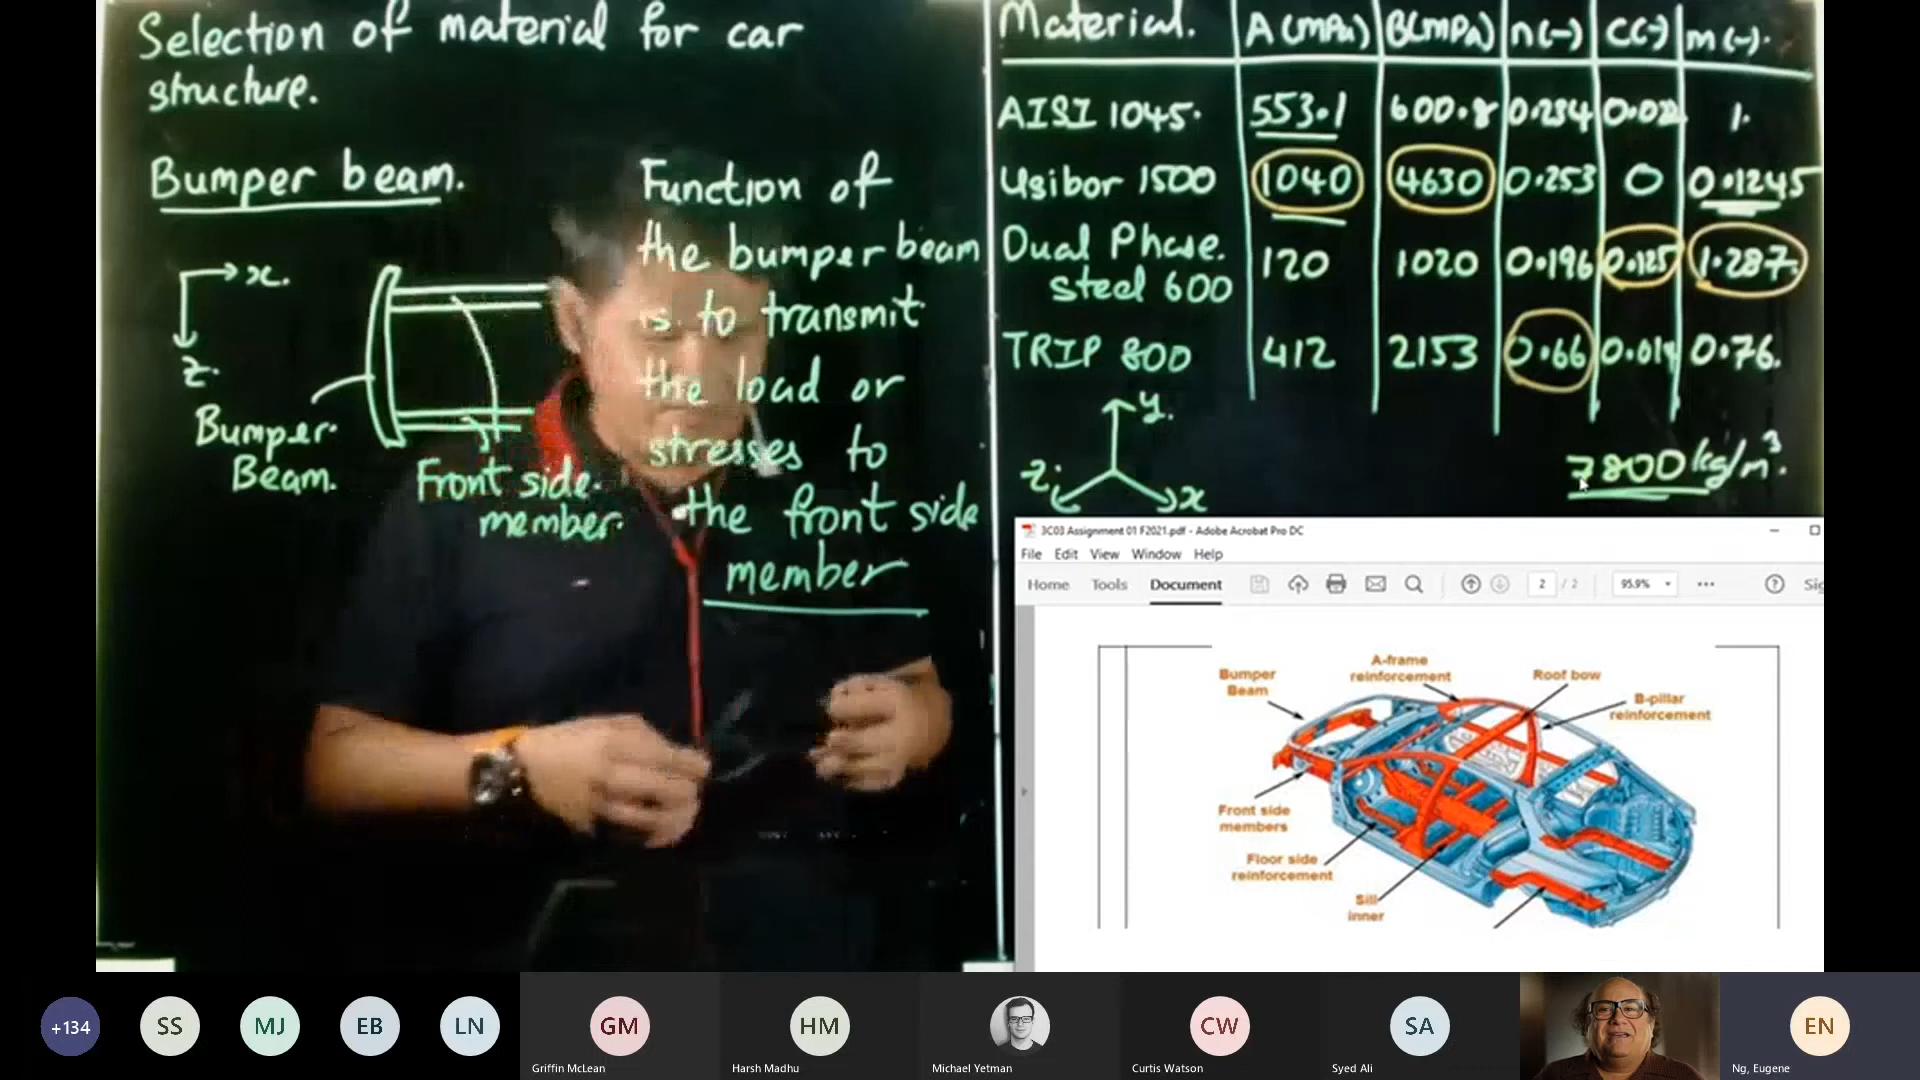 Selection of material for car
structure.
Bumper beam.
x.
z.
Bumper
Beam.
Front side
member.
Function of
the bumper beam
is to transmit
the load or
stresses to
the front side
member
Material. A(MPa) B(MPa) n(-) C(-) m(-).
AISI 1045. 553.1 600.8 0.234 1.
Usibor 1500 1040 4630 0.253 0 0.1245
Dual Phase. 120 1020 0.196 0.125 1.287.
steel 600
TRIP 800 412 2153 0.66 0.76.
y.
z.
x
7800 kg/m³.
3C03 Assignment 01 F2021.pdf - Adobe Acrobat Pro DC
File Edit View Window Help
Home Tools Document 2 / 2 95.9%
A-frame
reinforcement
Bumper
Beam
Roof bow
B-pillar
reinforcement
Front side
members
Floor side
reinforcement
Sill
inner
+134 SS MJ EB LN GM HM CW SA EN
Griffin McLean Harsh Madhu Michael Yetman Curtis Watson Syed Ali Ng, Eugene